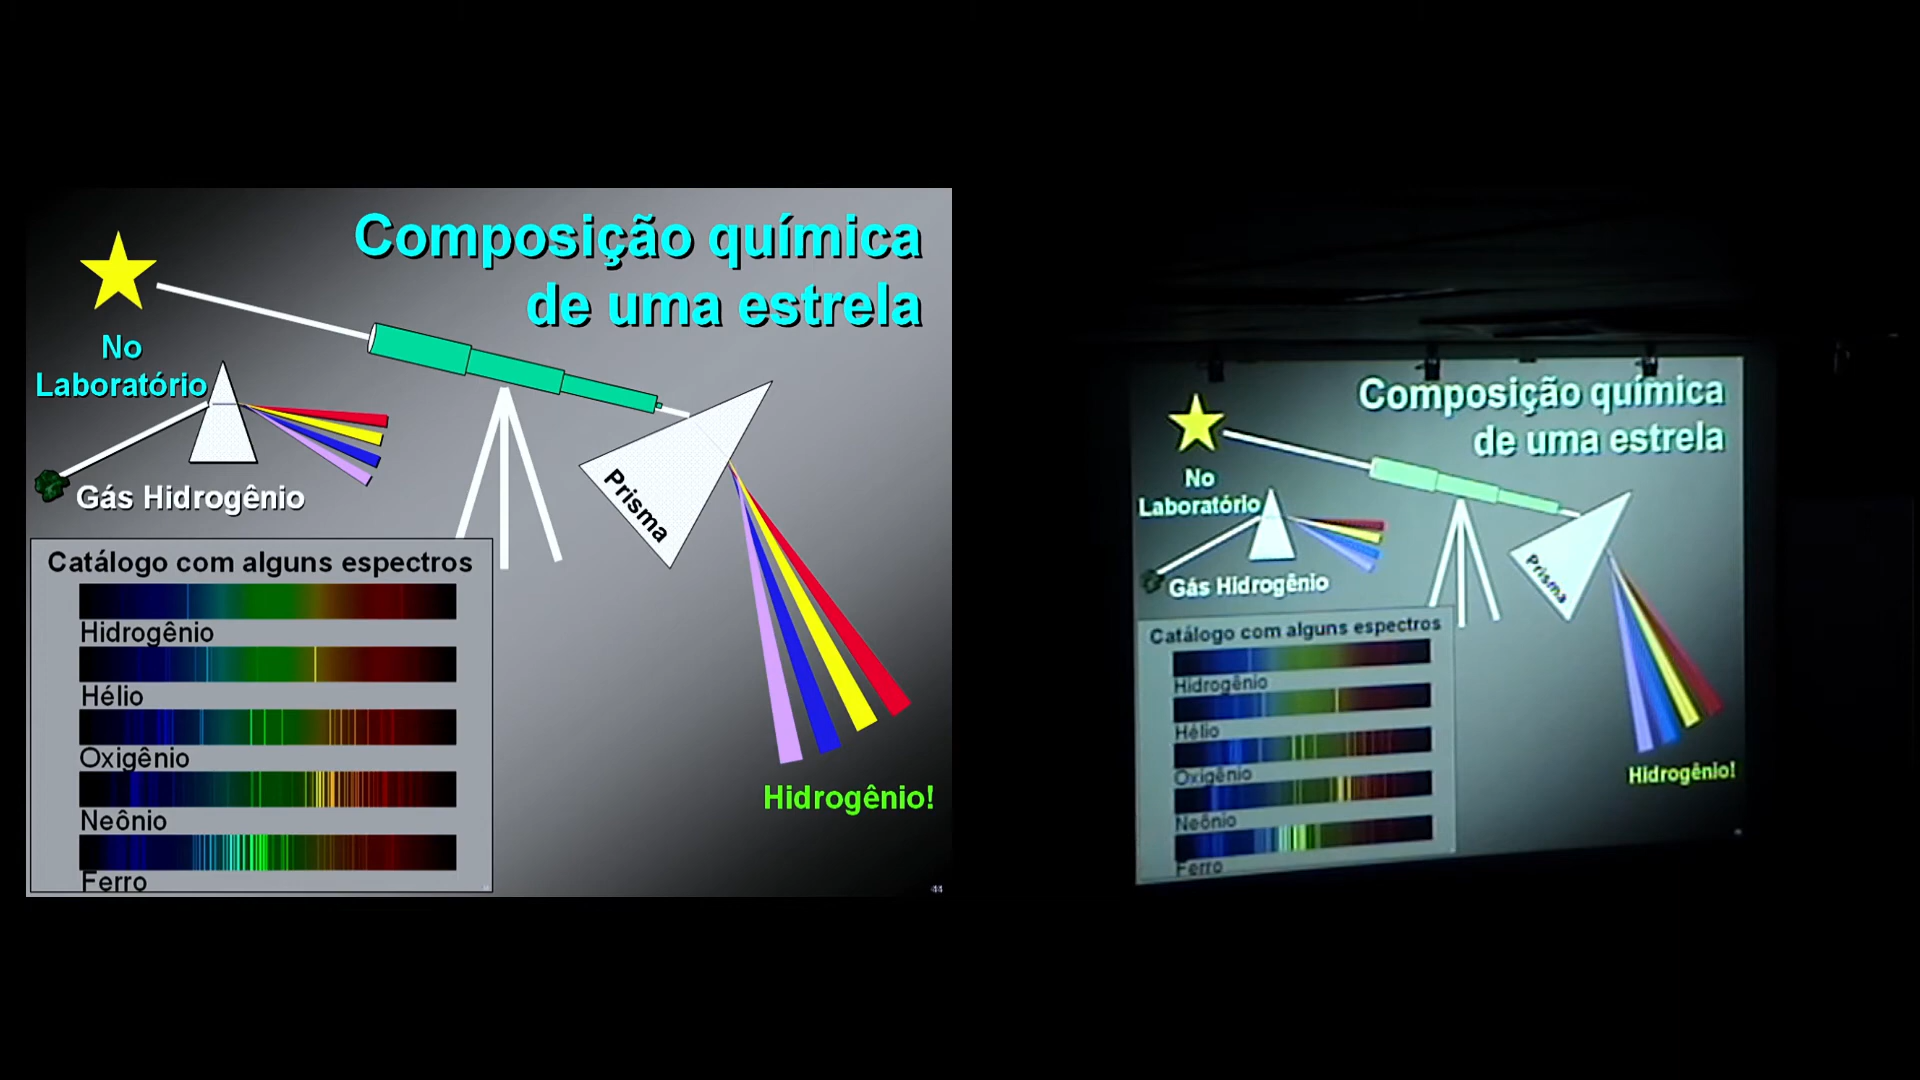 Composição química
de uma estrela
No
Laboratório
Gás Hidrogênio
Prisma
Catálogo com alguns espectros
Hidrogênio
Hélio
Oxigênio
Neônio
Ferro
Hidrogênio!
44
Composição química
de uma estrela
No
Laboratório
Gás Hidrogênio
Prisma
Catálogo com alguns espectros
Hidrogênio
Hélio
Oxigênio
Neônio
Ferro
Hidrogênio!